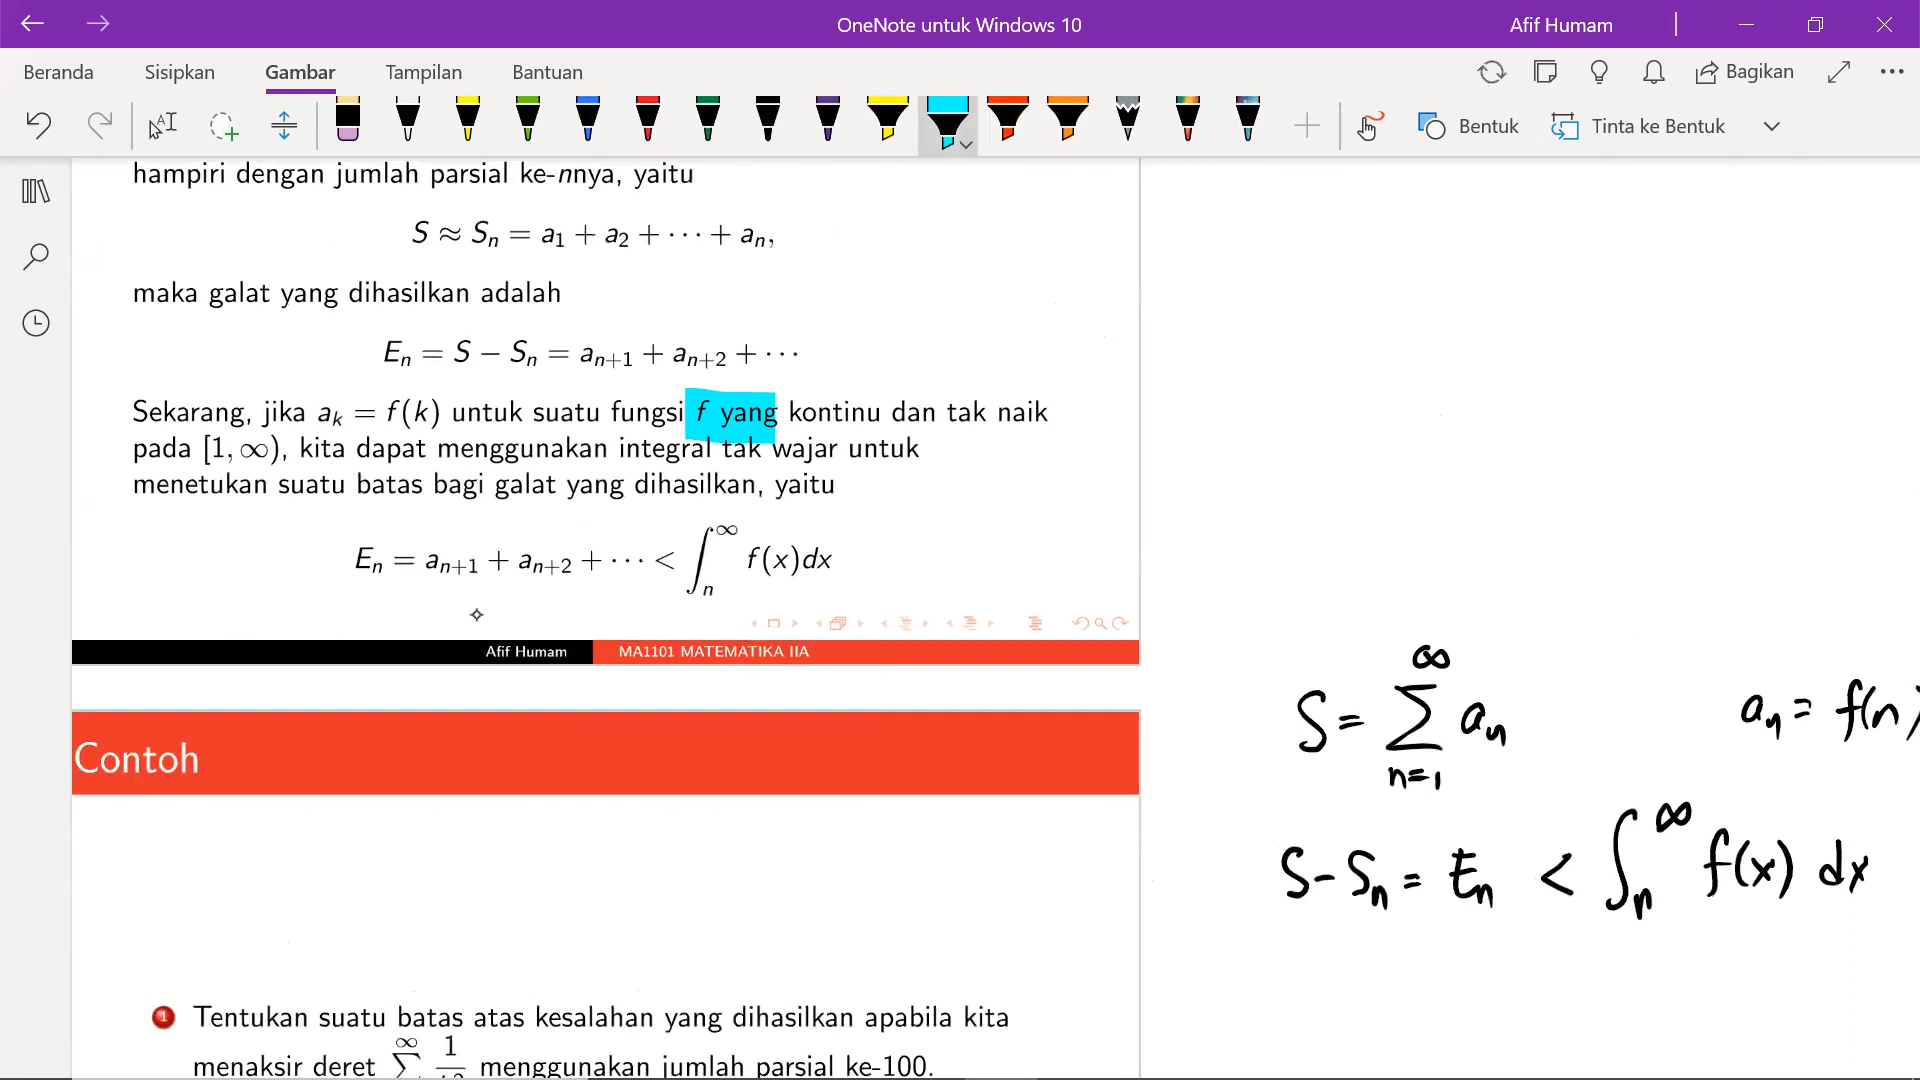 OneNote untuk Windows 10
Afif Humam
Beranda Sisipkan Gambar Tampilan Bantuan
Bagikan
Bentuk
Tinta ke Bentuk
hampiri dengan jumlah parsial ke-nnya, yaitu
S ≈ Sₙ = a₁ + a₂ + ··· + aₙ,
maka galat yang dihasilkan adalah
Eₙ = S − Sₙ = aₙ₊₁ + aₙ₊₂ + ···
Sekarang, jika aₖ = f(k) untuk suatu fungsi f yang kontinu dan tak naik
pada [1, ∞), kita dapat menggunakan integral tak wajar untuk
menetukan suatu batas bagi galat yang dihasilkan, yaitu
Eₙ = aₙ₊₁ + aₙ₊₂ + ··· < ∫ₙ^∞ f(x)dx
Afif Humam
MA1101 MATEMATIKA IIA
S = ∑_{n=1}^∞ aₙ
aₙ = f(n)
S − Sₙ = Eₙ < ∫ₙ^∞ f(x) dx
Contoh
1 Tentukan suatu batas atas kesalahan yang dihasilkan apabila kita
menaksir deret ∑^∞ 1 menggunakan jumlah parsial ke-100.